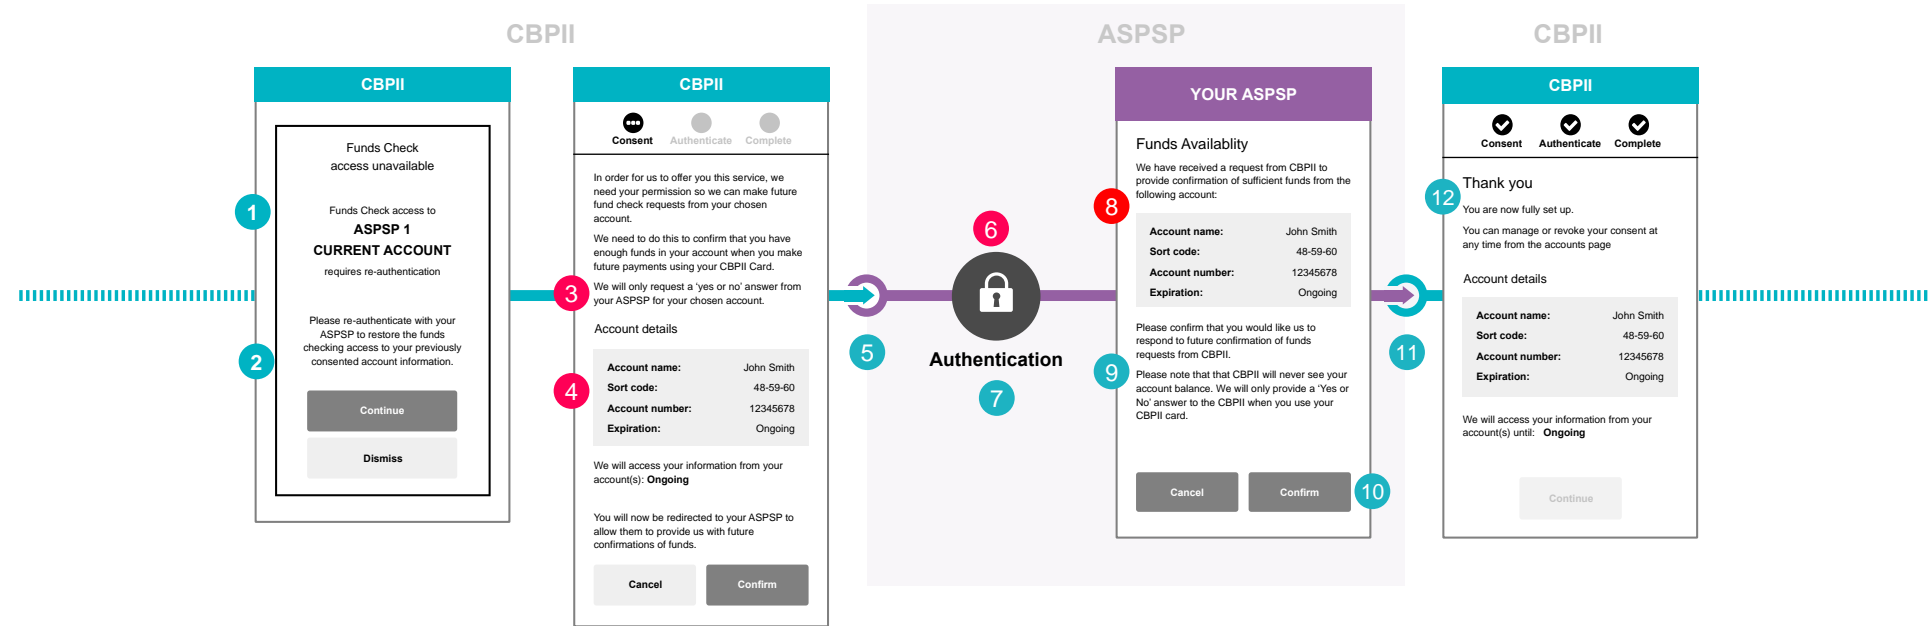 CBPII
ASPSP
CBPII
CBPII
Funds Check
access unavailable
1
Funds Check access to
ASPSP 1
CURRENT ACCOUNT
requires re-authentication
Please re-authenticate with your
ASPSP to restore the funds
checking access to your previously
consented account information.
2
Continue
Dismiss
CBPII
Consent
Authenticate
Complete
In order for us to offer you this service, we
need your permission so we can make future
fund check requests from your chosen
account.
We need to do this to confirm that you have
enough funds in your account when you make
future payments using your CBPII Card.
3
We will only request a ‘yes or no’ answer from
your ASPSP for your chosen account.
Account details
4
Account name: John Smith
Sort code: 48-59-60
Account number: 12345678
Expiration: Ongoing
We will access your information from your
account(s): Ongoing
You will now be redirected to your ASPSP to
allow them to provide us with future
confirmations of funds.
Cancel
Confirm
5
6
Authentication
7
YOUR ASPSP
Funds Availablity
We have received a request from CBPII to
provide confirmation of sufficient funds from the
following account:
8
Account name: John Smith
Sort code: 48-59-60
Account number: 12345678
Expiration: Ongoing
Please confirm that you would like us to
respond to future confirmation of funds
requests from CBPII.
9
Please note that that CBPII will never see your
account balance. We will only provide a ‘Yes or
No’ answer to the CBPII when you use your
CBPII card.
Cancel
Confirm
10
11
CBPII
Consent
Authenticate
Complete
12
Thank you
You are now fully set up.
You can manage or revoke your consent at
any time from the accounts page
Account details
Account name: John Smith
Sort code: 48-59-60
Account number: 12345678
Expiration: Ongoing
We will access your information from your
account(s) until: Ongoing
Continue